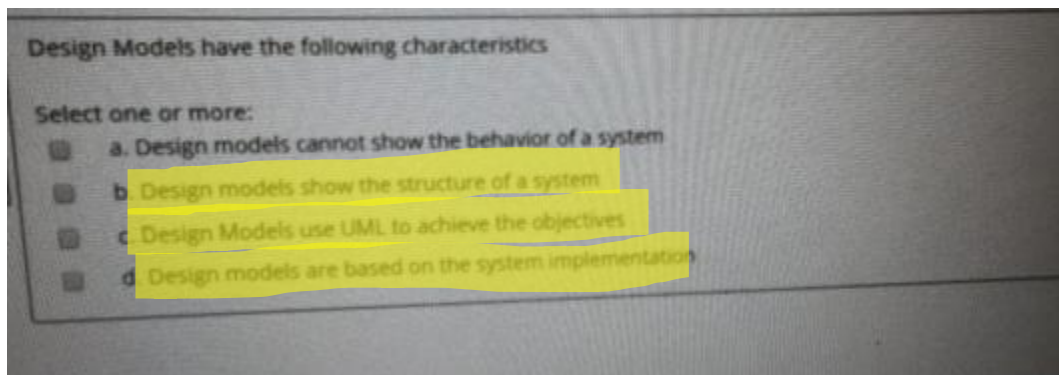 Design Models have the following characteristics
Select one or more:
a. Design models cannot show the behavior of a system
b. Design models show the structure of a system
c. Design Models use UML to achieve the objectives
d. Design models are based on the system implementation